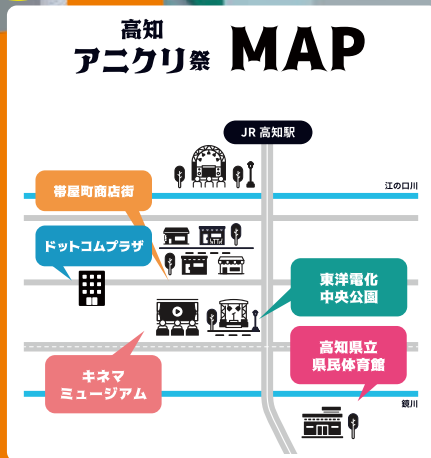 高知
アニクリ祭 MAP
JR 高知駅
江の口川
帯屋町商店街
ドットコムプラザ
東洋電化
中央公園
高知県立
県民体育館
キネマ
ミュージアム
鏡川